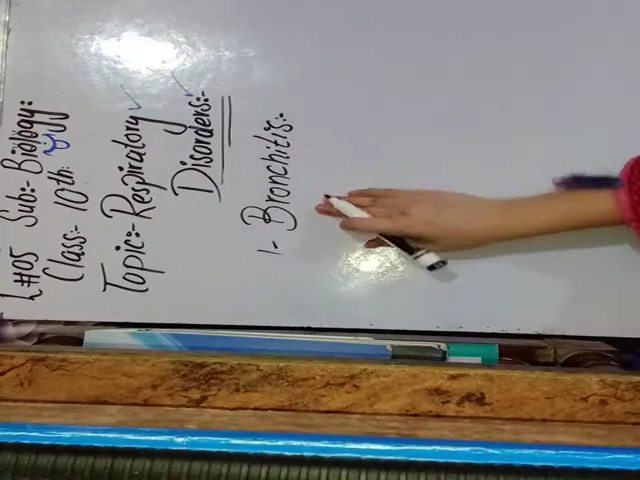 L#05 Sub:- Biology:
Class:- 10th.
Topic:- Respiratory
Disorders:-
1- Bronchitis:-